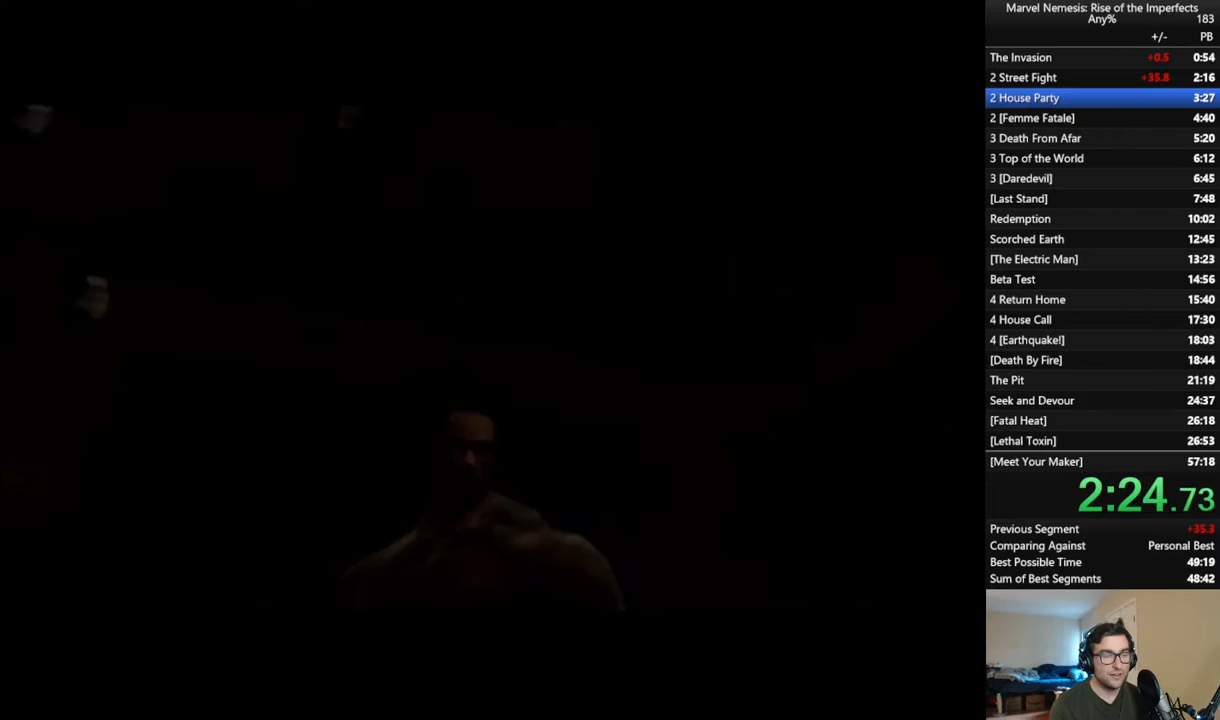 Marvel Nemesis: Rise of the Imperfects
Any% 183
+/- PB
The Invasion +0.5 0:54
2 Street Fight +35.8 2:16
2 House Party 3:27
2 [Femme Fatale] 4:40
3 Death From Afar 5:20
3 Top of the World 6:12
3 [Daredevil] 6:45
[Last Stand] 7:48
Redemption 10:02
Scorched Earth 12:45
[The Electric Man] 13:23
Beta Test 14:56
4 Return Home 15:40
4 House Call 17:30
4 [Earthquake!] 18:03
[Death By Fire] 18:44
The Pit 21:19
Seek and Devour 24:37
[Fatal Heat] 26:18
[Lethal Toxin] 26:53
[Meet Your Maker] 57:18
2:24.73
Previous Segment +35.3
Comparing Against Personal Best
Best Possible Time 49:19
Sum of Best Segments 48:42